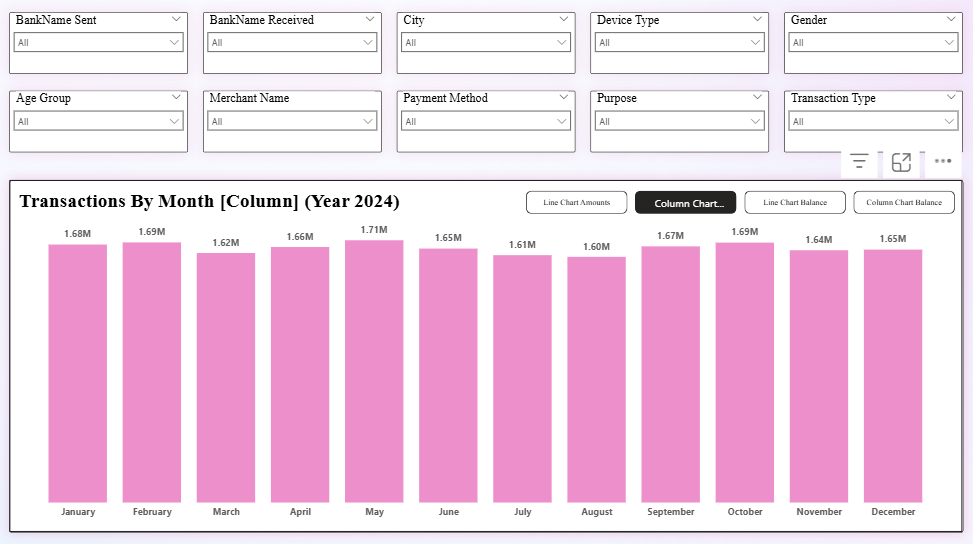 BankName Sent
BankName Received
City
Device Type
Gender
All
All
All
All
All
Age Group
Merchant Name
Payment Method
Purpose
Transaction Type
All
All
All
All
All
Transactions By Month [Column] (Year 2024)
Line Chart Amounts
Column Chart...
Line Chart Balance
Column Chart Balance
1.68M
1.69M
1.62M
1.66M
1.71M
1.65M
1.61M
1.60M
1.67M
1.69M
1.64M
1.65M
January
February
March
April
May
June
July
August
September
October
November
December